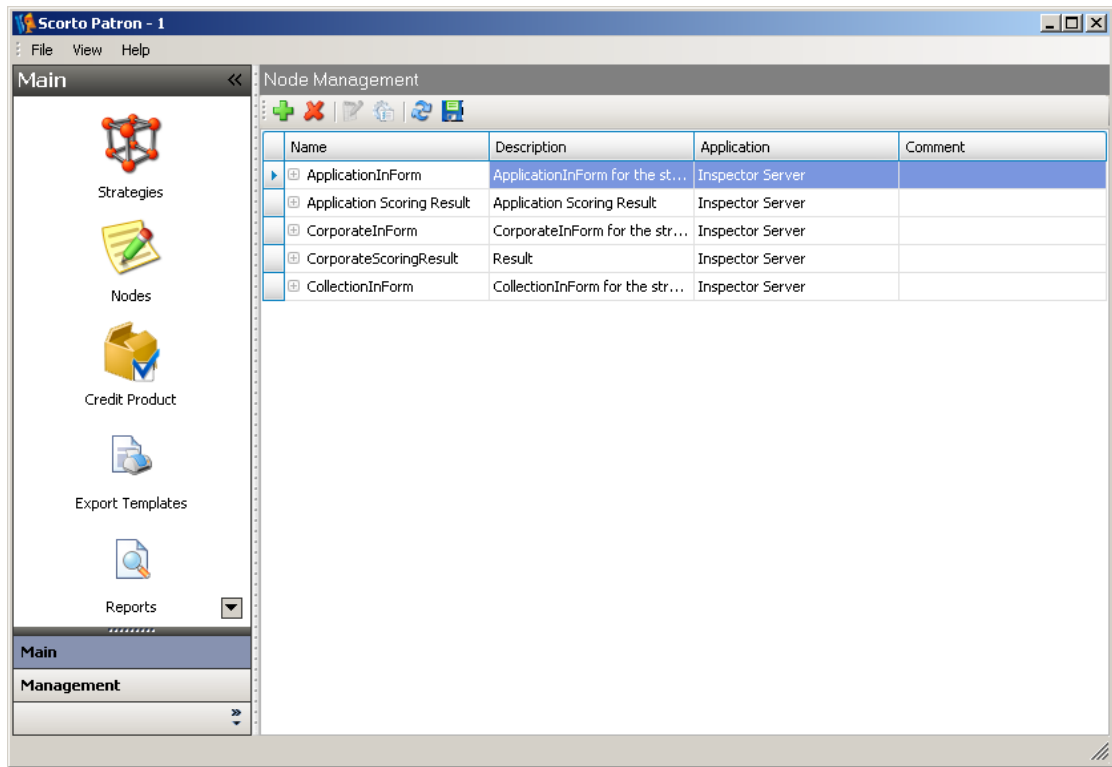 Scorto Patron - 1
File View Help
Main
Node Management
Name Description Application Comment
ApplicationInForm ApplicationInForm for the st... Inspector Server
Application Scoring Result Application Scoring Result Inspector Server
CorporateInForm CorporateInForm for the str... Inspector Server
CorporateScoringResult Result Inspector Server
CollectionInForm CollectionInForm for the str... Inspector Server
Strategies
Nodes
Credit Product
Export Templates
Reports
Main
Management